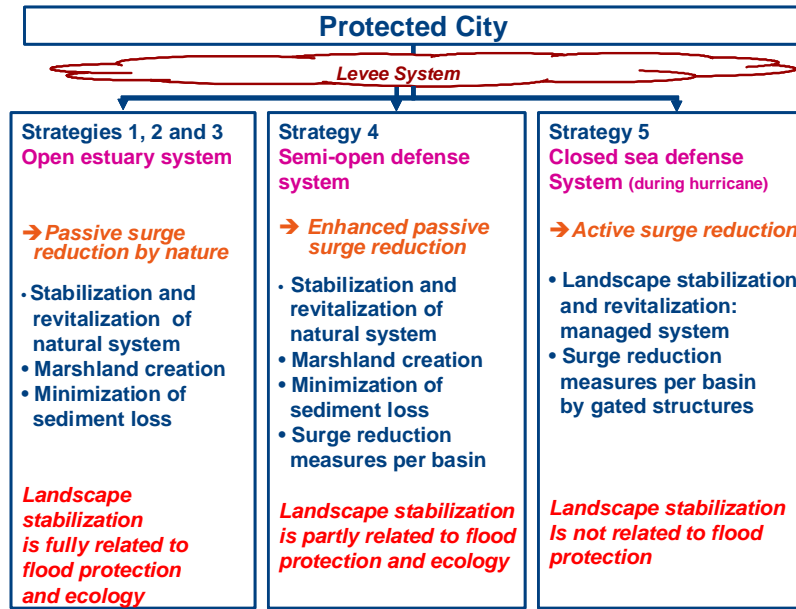 Protected City
Levee System
Strategies 1, 2 and 3
Open estuary system
➔ Passive surge
reduction by nature
• Stabilization and
revitalization of
natural system
• Marshland creation
• Minimization of
sediment loss
Landscape
stabilization
is fully related to
flood protection
and ecology
Strategy 4
Semi-open defense
system
➔ Enhanced passive
surge reduction
• Stabilization and
revitalization of
natural system
• Marshland creation
• Minimization of
sediment loss
• Surge reduction
measures per basin
Landscape stabilization
is partly related to flood
protection and ecology
Strategy 5
Closed sea defense
System (during hurricane)
➔ Active surge reduction
• Landscape stabilization
and revitalization:
managed system
• Surge reduction
measures per basin
by gated structures
Landscape stabilization
Is not related to flood
protection